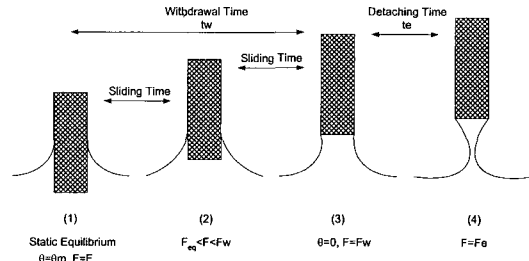 Withdrawal Time
tw
Detaching Time
te
Sliding Time
Sliding Time
(1)
(2)
(3)
(4)
Static Equilibrium
θ=θm, F=F
Feq<F<Fw
θ=0, F=Fw
F=Fe